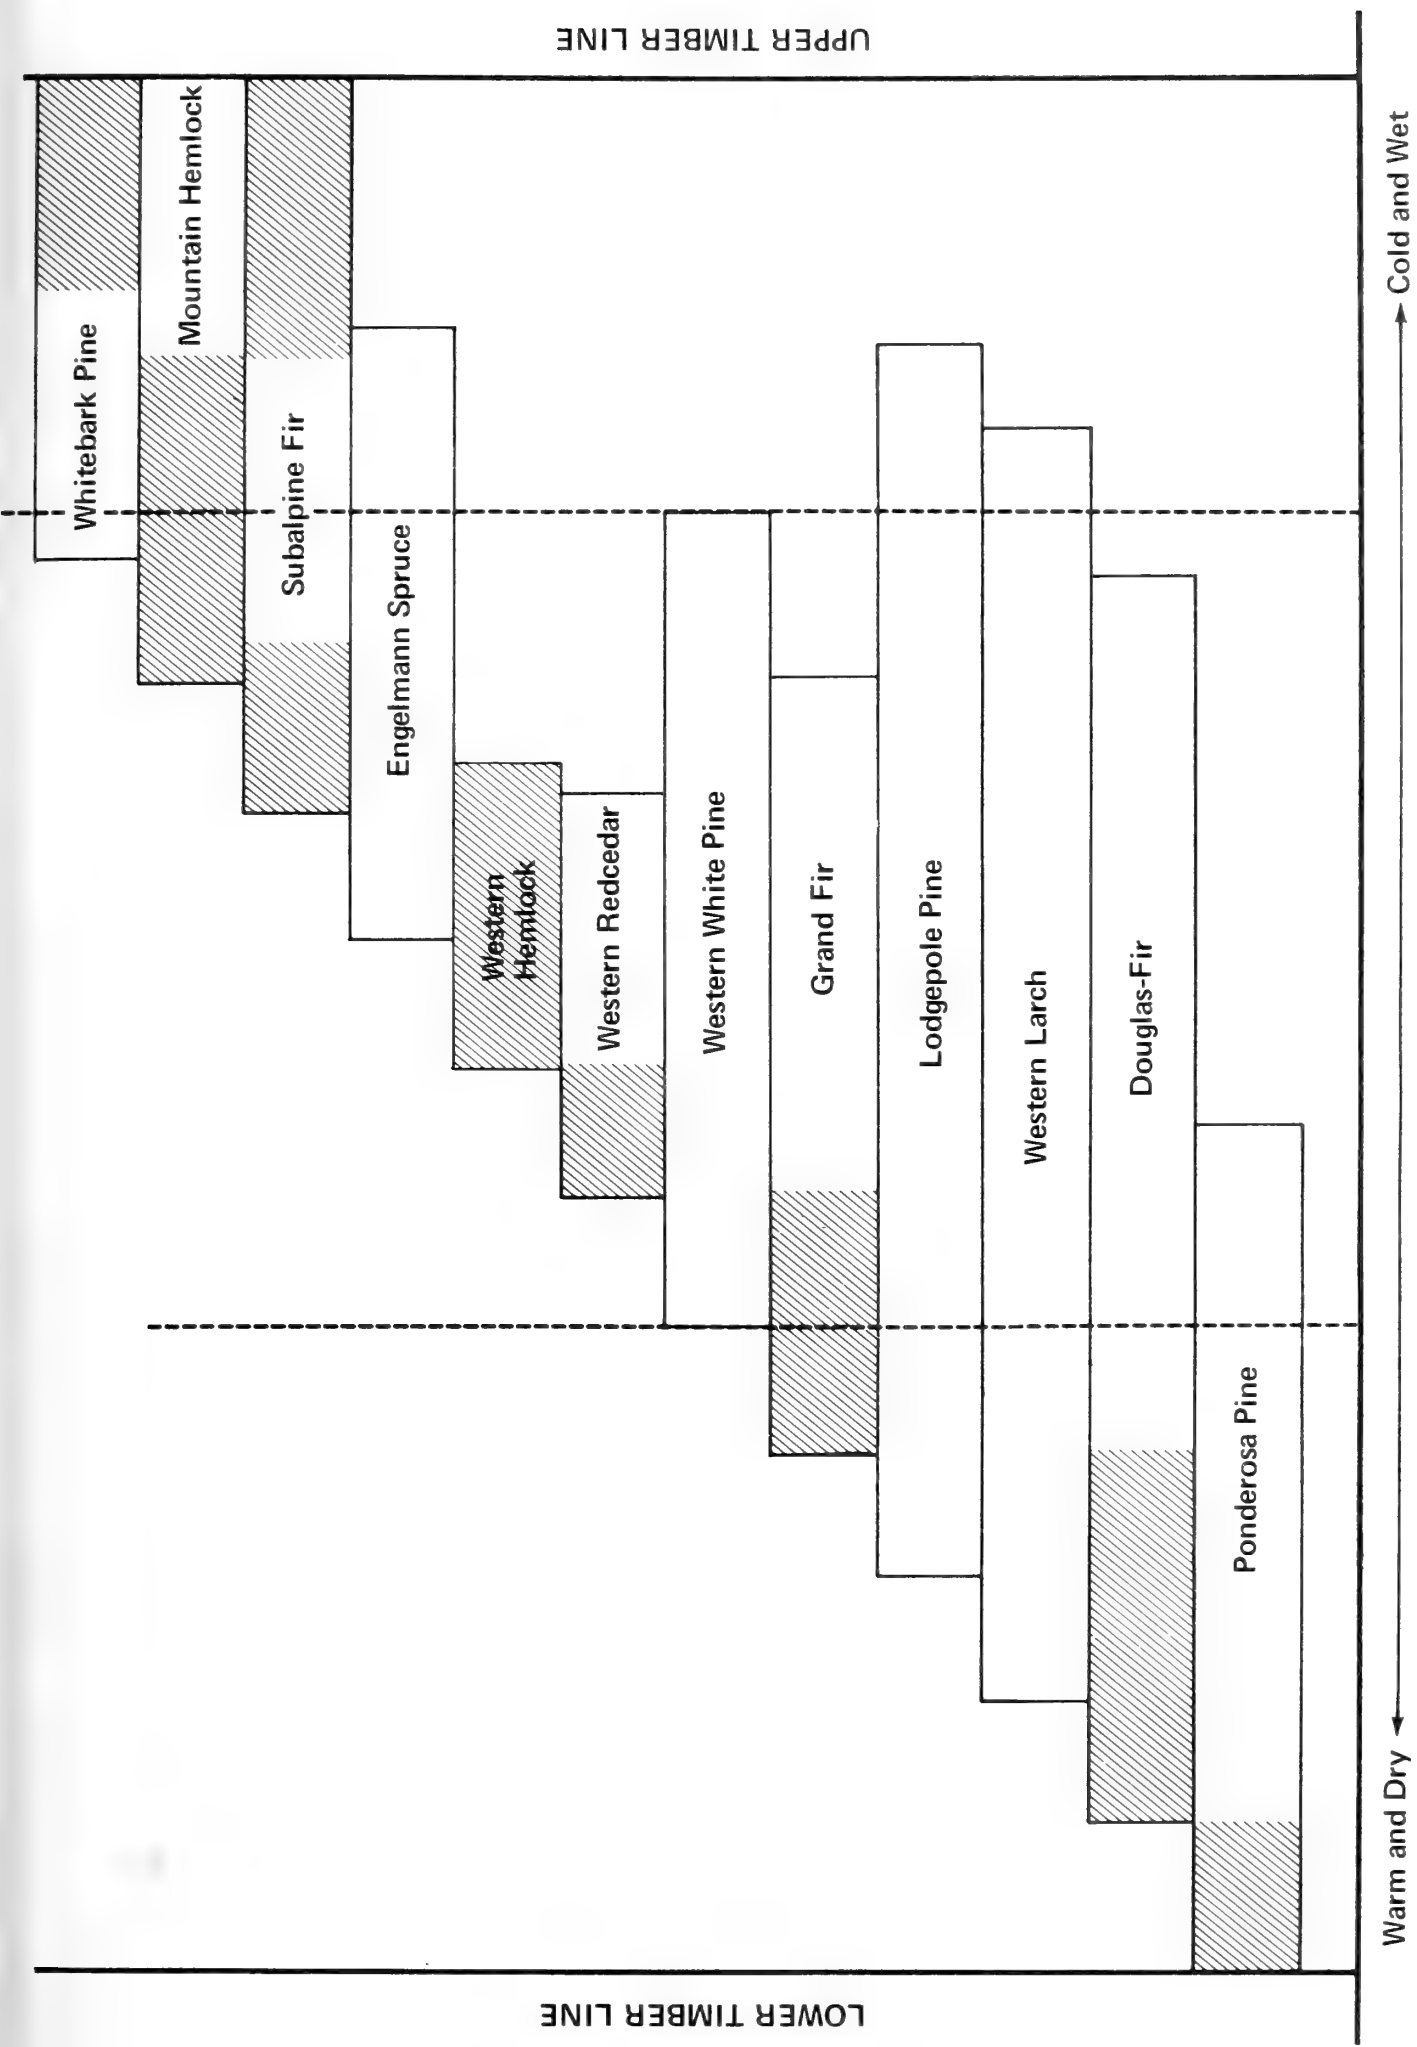 UPPER TIMBER LINE
Whitebark Pine
Mountain Hemlock
Subalpine Fir
Engelmann Spruce
Western
Hemlock
Western Redcedar
Western White Pine
Grand Fir
Lodgepole Pine
Western Larch
Douglas-Fir
Ponderosa Pine
LOWER TIMBER LINE
Warm and Dry
Cold and Wet